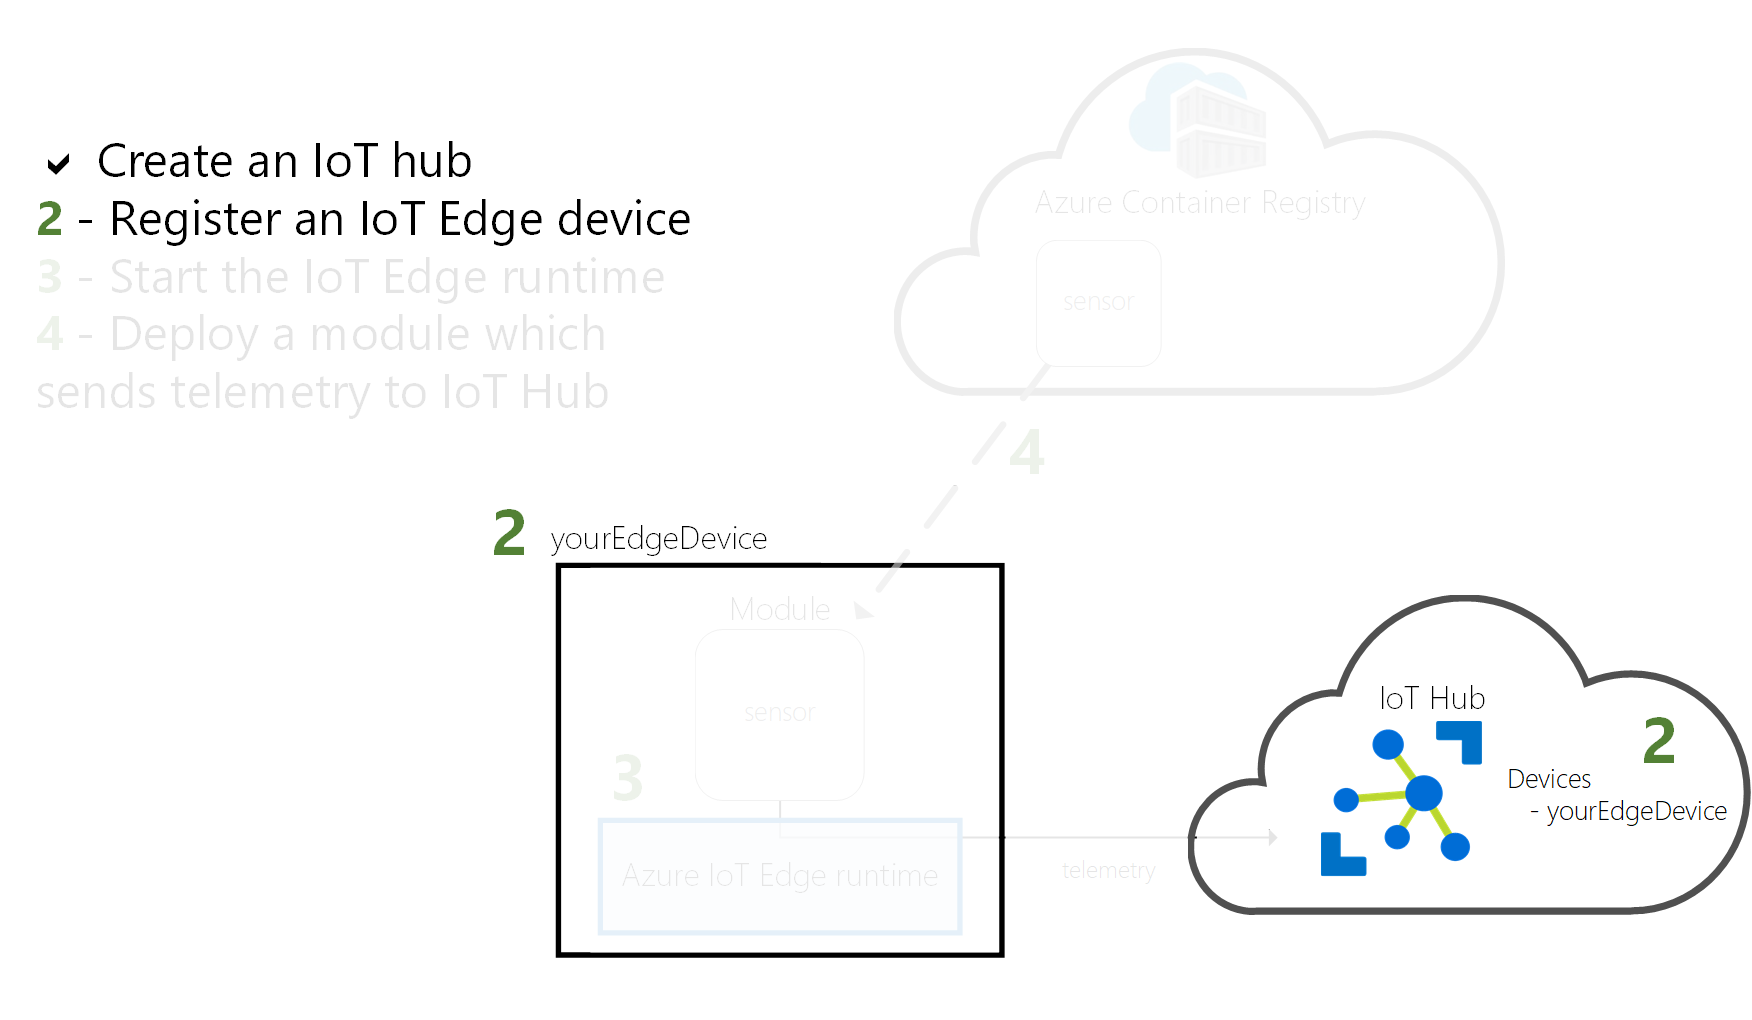 ✓ Create an IoT hub
2 - Register an IoT Edge device
3 - Start the IoT Edge runtime
4 - Deploy a module which
sends telemetry to IoT Hub
Azure Container Registry
sensor
4
2 yourEdgeDevice
Module
sensor
3
Azure IoT Edge runtime
telemetry
IoT Hub
2
Devices
- yourEdgeDevice